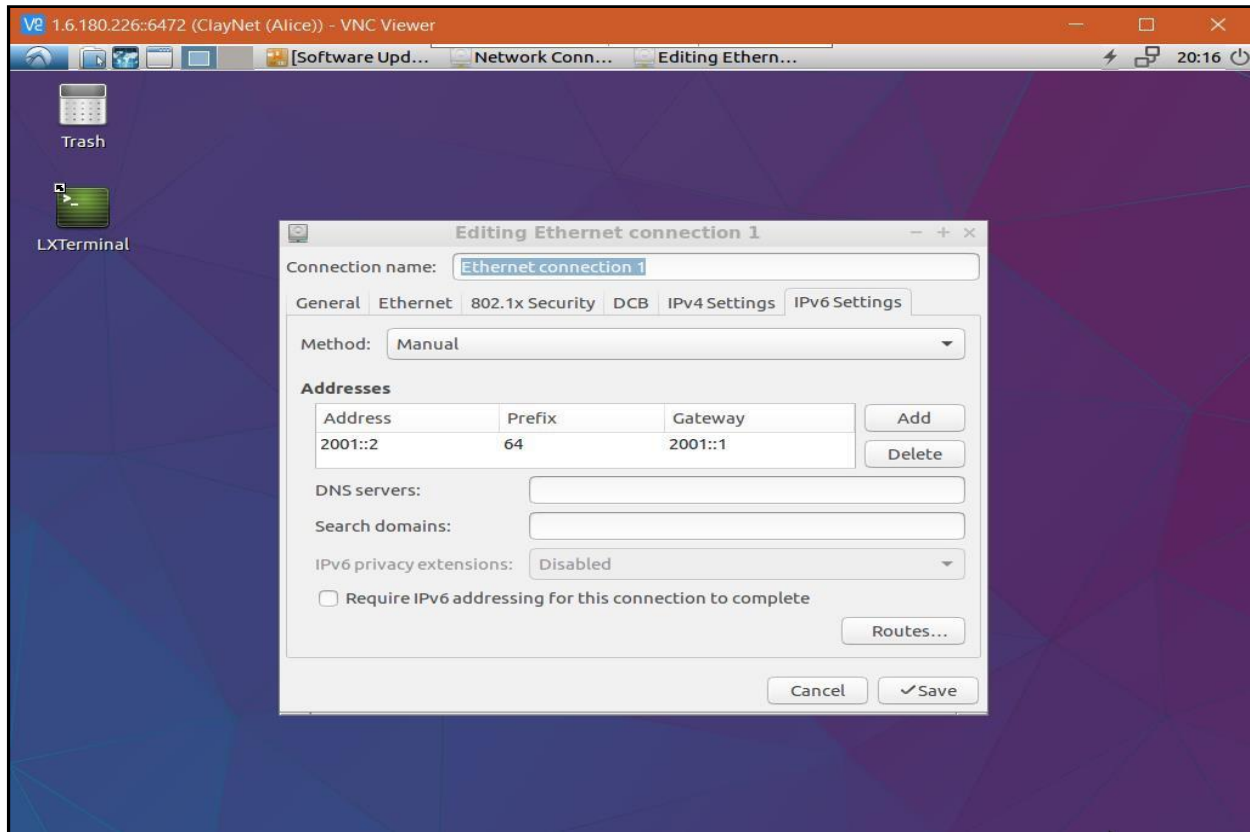 V2 1.6.180.226::6472 (ClayNet (Alice)) - VNC Viewer
[Software Upd... Network Conn... Editing Ethern... 20:16
Trash
LXTerminal
Editing Ethernet connection 1
Connection name: Ethernet connection 1
General Ethernet 802.1x Security DCB IPv4 Settings IPv6 Settings
Method: Manual
Addresses
Address Prefix Gateway Add
2001::2 64 2001::1
Delete
DNS servers:
Search domains:
IPv6 privacy extensions: Disabled
Require IPv6 addressing for this connection to complete
Routes...
Cancel Save